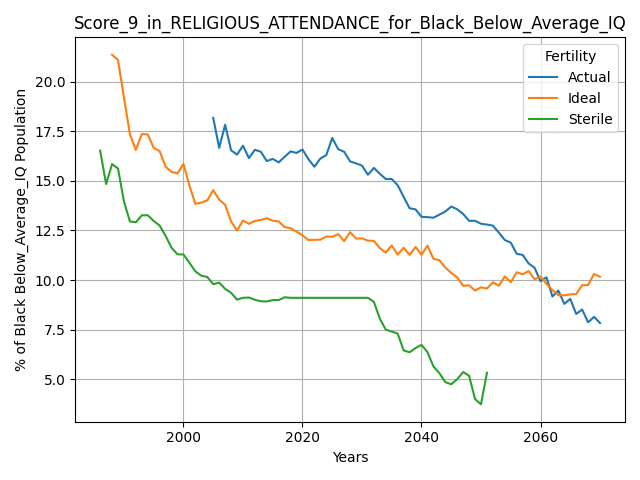 Score_9_in_RELIGIOUS_ATTENDANCE_for_Black_Below_Average_IQ
Fertility
Actual
Ideal
Sterile
% of Black Below_Average_IQ Population
20.0
17.5
15.0
12.5
10.0
7.5
5.0
2000
2020
2040
2060
Years